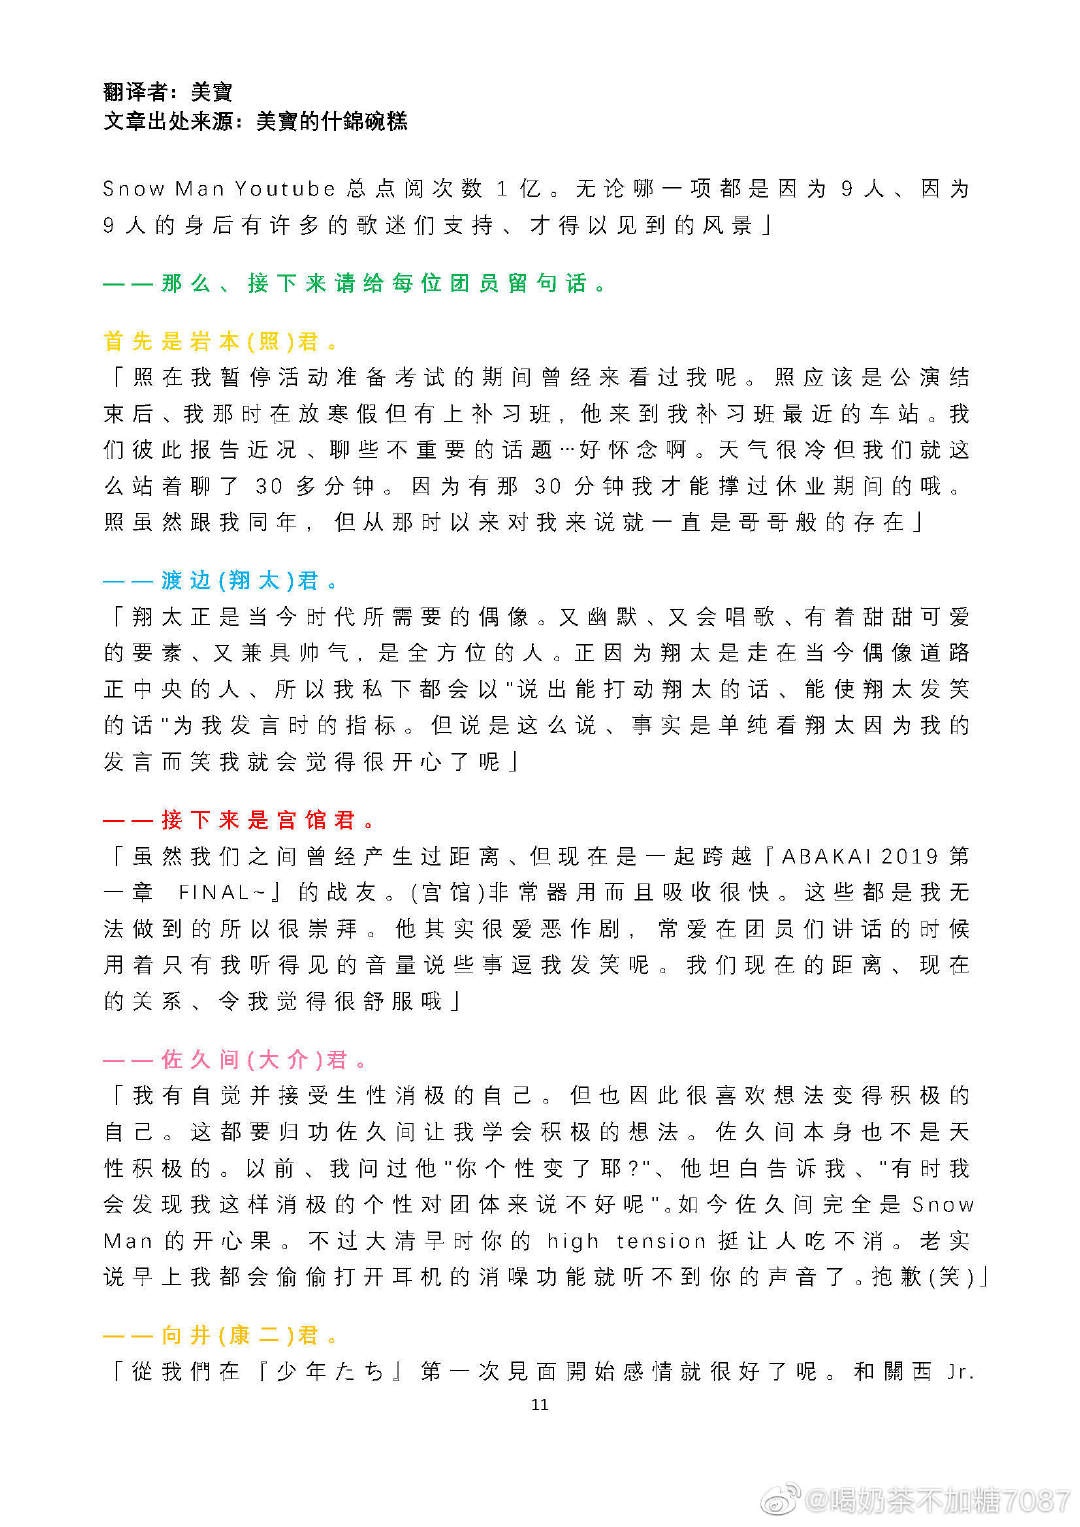 翻译者：美寶
文章出处来源：美寶的什錦碗糕
Snow Man Youtube 总点阅次数 1 亿。无论哪一项都是因为 9 人、因为
9 人的身后有许多的歌迷们支持、才得以见到的风景」
——那么、接下来请给每位团员留句话。
首先是岩本(照)君。
「照在我暂停活动准备考试的期间曾经来看过我呢。照应该是公演结
束后、我那时在放寒假但有上补习班，他来到我补习班最近的车站。我
们彼此报告近况、聊些不重要的话题…好怀念啊。天气很冷但我们就这
么站着聊了 30 多分钟。因为有那 30 分钟我才能撑过休业期间的哦。
照虽然跟我同年，但从那时以来对我来说就一直是哥哥般的存在」
——渡边(翔太)君。
「翔太正是当今时代所需要的偶像。又幽默、又会唱歌、有着甜甜可爱
的要素、又兼具帅气，是全方位的人。正因为翔太是走在当今偶像道路
正中央的人、所以我私下都会以"说出能打动翔太的话、能使翔太发笑
的话"为我发言时的指标。但说是这么说、事实是单纯看翔太因为我的
发言而笑我就会觉得很开心了呢」
——接下来是宫馆君。
「虽然我们之间曾经产生过距离、但现在是一起跨越『ABAKAI 2019 第
一章 FINAL~』的战友。(宫馆)非常器用而且吸收很快。这些都是我无
法做到的所以很崇拜。他其实很爱恶作剧，常爱在团员们讲话的时候
用着只有我听得见的音量说些事逗我发笑呢。我们现在的距离、现在
的关系、令我觉得很舒服哦」
——佐久间(大介)君。
「我有自觉并接受生性消极的自己。但也因此很喜欢想法变得积极的
自己。这都要归功佐久间让我学会积极的想法。佐久间本身也不是天
性积极的。以前、我问过他"你个性变了耶?"、他坦白告诉我、"有时我
会发现我这样消极的个性对团体来说不好呢"。如今佐久间完全是 Snow
Man 的开心果。不过大清早时你的 high tension 挺让人吃不消。老实
说早上我都会偷偷打开耳机的消噪功能就听不到你的声音了。抱歉(笑)」
——向井(康二)君。
「從我們在『少年たち』第一次見面開始感情就很好了呢。和關西 Jr.
11
@喝奶茶不加糖7087